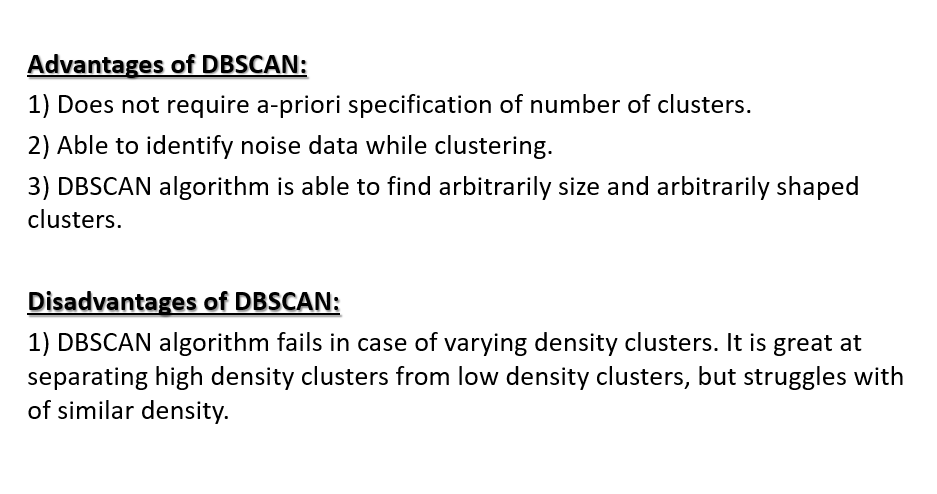 Advantages of DBSCAN:
1) Does not require a-priori specification of number of clusters.
2) Able to identify noise data while clustering.
3) DBSCAN algorithm is able to find arbitrarily size and arbitrarily shaped
clusters.
Disadvantages of DBSCAN:
1) DBSCAN algorithm fails in case of varying density clusters. It is great at
separating high density clusters from low density clusters, but struggles with
of similar density.